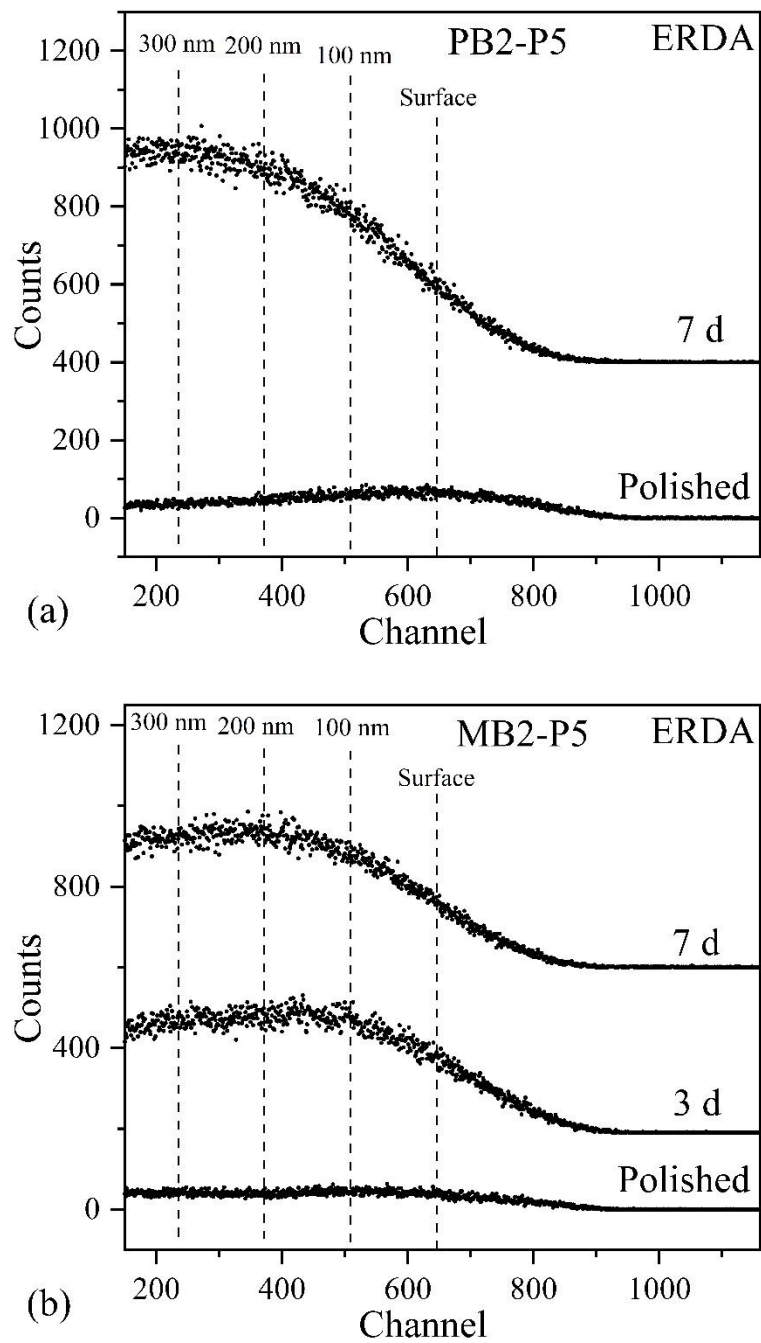 1200
300 nm
200 nm
100 nm
PB2-P5
ERDA
Surface
1000
800
600
400
200
0
Counts
7 d
Polished
200
400
600
800
1000
Channel
(a)
1200
300 nm
200 nm
100 nm
MB2-P5
ERDA
Surface
800
400
0
Counts
7 d
3 d
Polished
200
400
600
800
1000
Channel
(b)